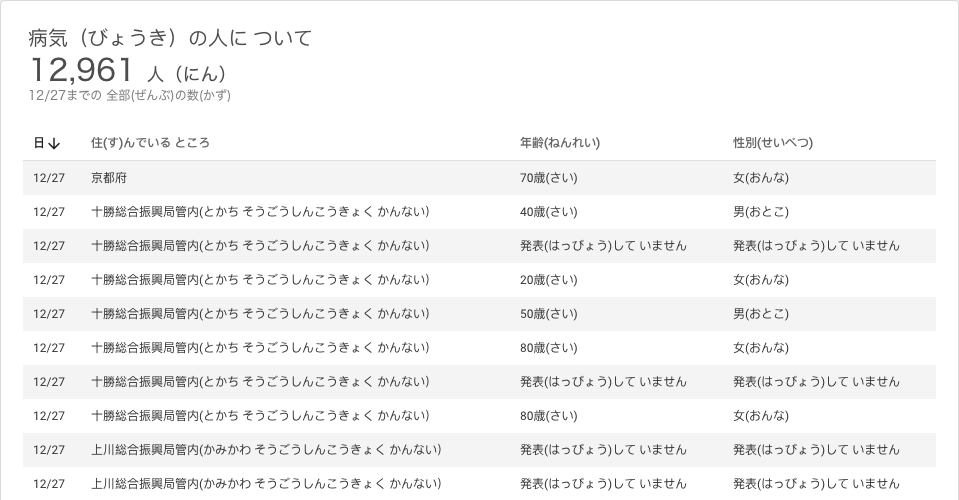 病気（びょうき）の人に ついて
12,961 人（にん）
12/27までの 全部(ぜんぶ)の数(かず)
日↓ 住(す)んでいる ところ 年齢(ねんれい) 性別(せいべつ)
12/27 京都府 70歳(さい) 女(おんな)
12/27 十勝総合振興局管内(とかち そうごうしんこうきょく かんない) 40歳(さい) 男(おとこ)
12/27 十勝総合振興局管内(とかち そうごうしんこうきょく かんない) 発表(はっぴょう)して いません 発表(はっぴょう)して いません
12/27 十勝総合振興局管内(とかち そうごうしんこうきょく かんない) 20歳(さい) 女(おんな)
12/27 十勝総合振興局管内(とかち そうごうしんこうきょく かんない) 50歳(さい) 男(おとこ)
12/27 十勝総合振興局管内(とかち そうごうしんこうきょく かんない) 80歳(さい) 女(おんな)
12/27 十勝総合振興局管内(とかち そうごうしんこうきょく かんない) 発表(はっぴょう)して いません 発表(はっぴょう)して いません
12/27 十勝総合振興局管内(とかち そうごうしんこうきょく かんない) 80歳(さい) 女(おんな)
12/27 上川総合振興局管内(かみかわ そうごうしんこうきょく かんない) 発表(はっぴょう)して いません 発表(はっぴょう)して いません
12/27 上川総合振興局管内(かみかわ そうごうしんこうきょく かんない) 発表(はっぴょう)して いません 発表(はっぴょう)して いません